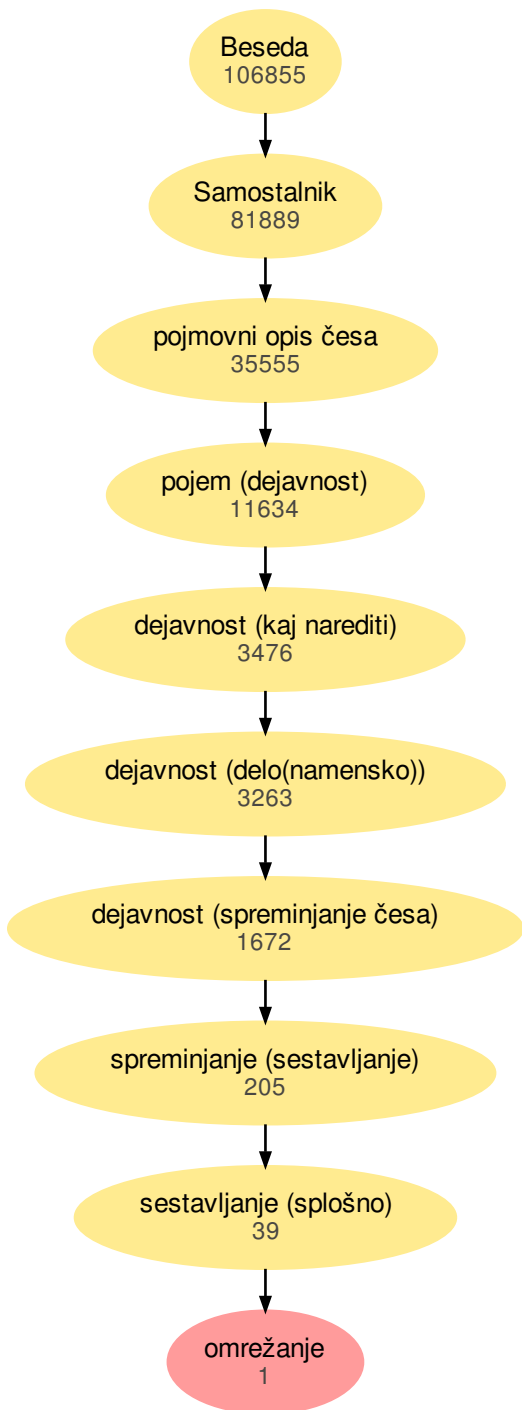 Beseda
106855
Samostalnik
81889
pojmovni opis česa
35555
pojem (dejavnost)
11634
dejavnost (kaj narediti)
3476
dejavnost (delo(namensko))
3263
dejavnost (spreminjanje česa)
1672
spreminjanje (sestavljanje)
205
sestavljanje (splošno)
39
omrežanje
1